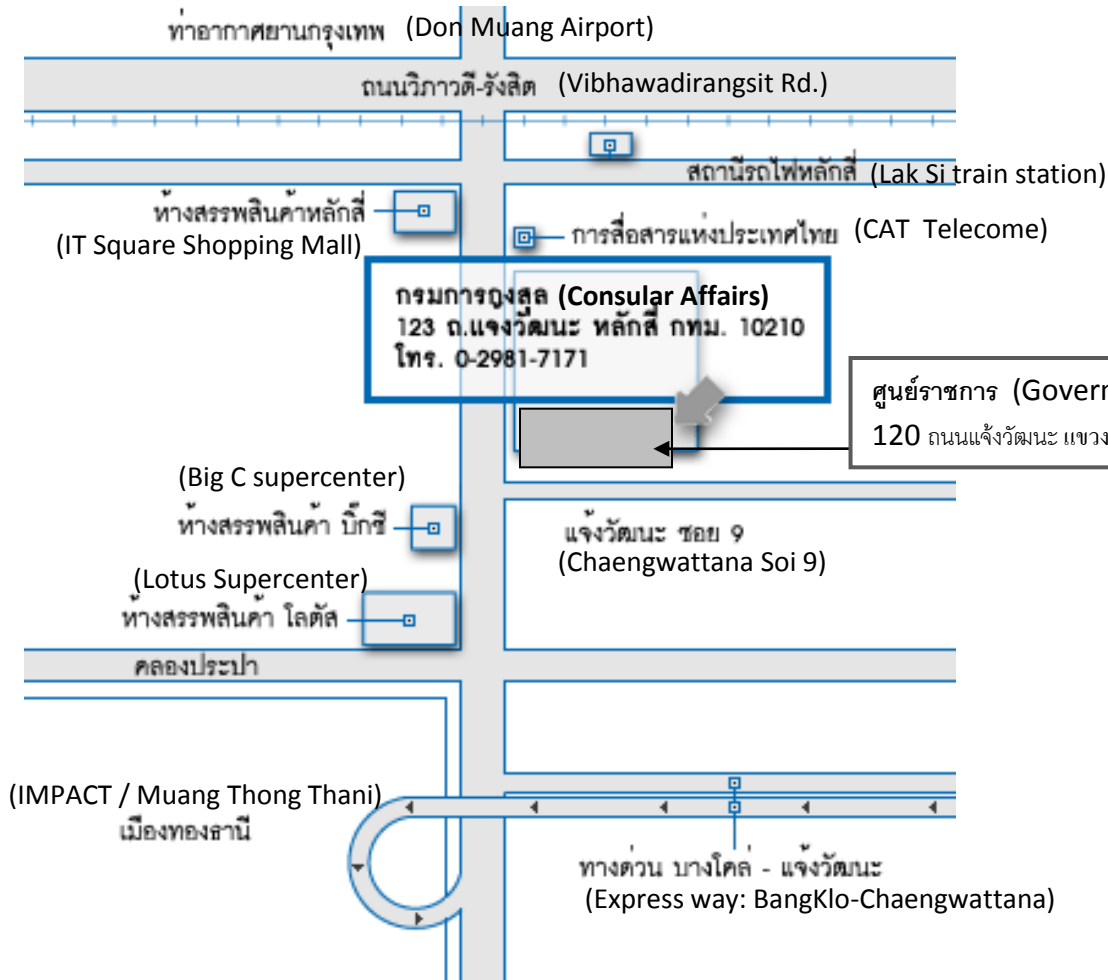 ท่าอากาศยานกรุงเทพ (Don Muang Airport)
ถนนวิภาวดี-รังสิต (Vibhawadirangsit Rd.)
สถานีรถไฟหลักสี่ (Lak Si train station)
ห้างสรรพสินค้าหลักสี่
(IT Square Shopping Mall)
การสื่อสารแห่งประเทศไทย (CAT Telecome)
กรมการกงสุล (Consular Affairs)
123 ถ.แจ้งวัฒนะ หลักสี่ กทม. 10210
โทร. 0-2981-7171
ศูนย์ราชการ (Govern
120 ถนนแจ้งวัฒนะ แขวง
(Big C supercenter)
ห้างสรรพสินค้า บิ๊กซี
แจ้งวัฒนะ ซอย 9
(Chaengwattana Soi 9)
(Lotus Supercenter)
ห้างสรรพสินค้า โลตัส
คลองประปา
(IMPACT / Muang Thong Thani)
เมืองทองธานี
ทางด่วน บางโคล่ - แจ้งวัฒนะ
(Express way: BangKlo-Chaengwattana)